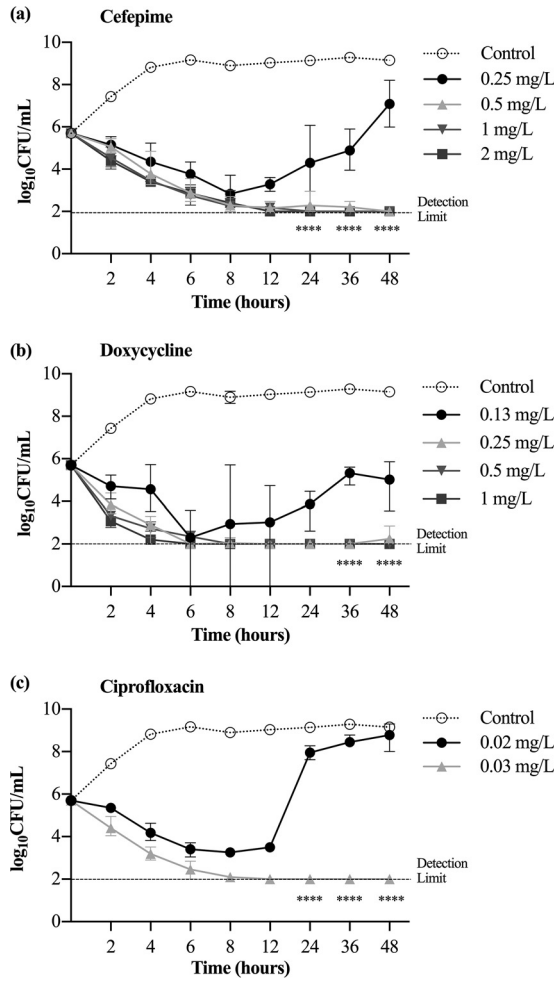 (a)
Cefepime
10
8
6
4
2
0
log10CFU/mL
2 4 6 8 12 24 36 48
Time (hours)
Control
0.25 mg/L
0.5 mg/L
1 mg/L
2 mg/L
Detection
Limit
**** **** ****
(b)
Doxycycline
10
8
6
4
2
0
log10CFU/mL
2 4 6 8 12 24 36 48
Time (hours)
Control
0.13 mg/L
0.25 mg/L
0.5 mg/L
1 mg/L
Detection
Limit
**** ****
(c)
Ciprofloxacin
10
8
6
4
2
0
log10CFU/mL
2 4 6 8 12 24 36 48
Time (hours)
Control
0.02 mg/L
0.03 mg/L
Detection
Limit
**** **** ****